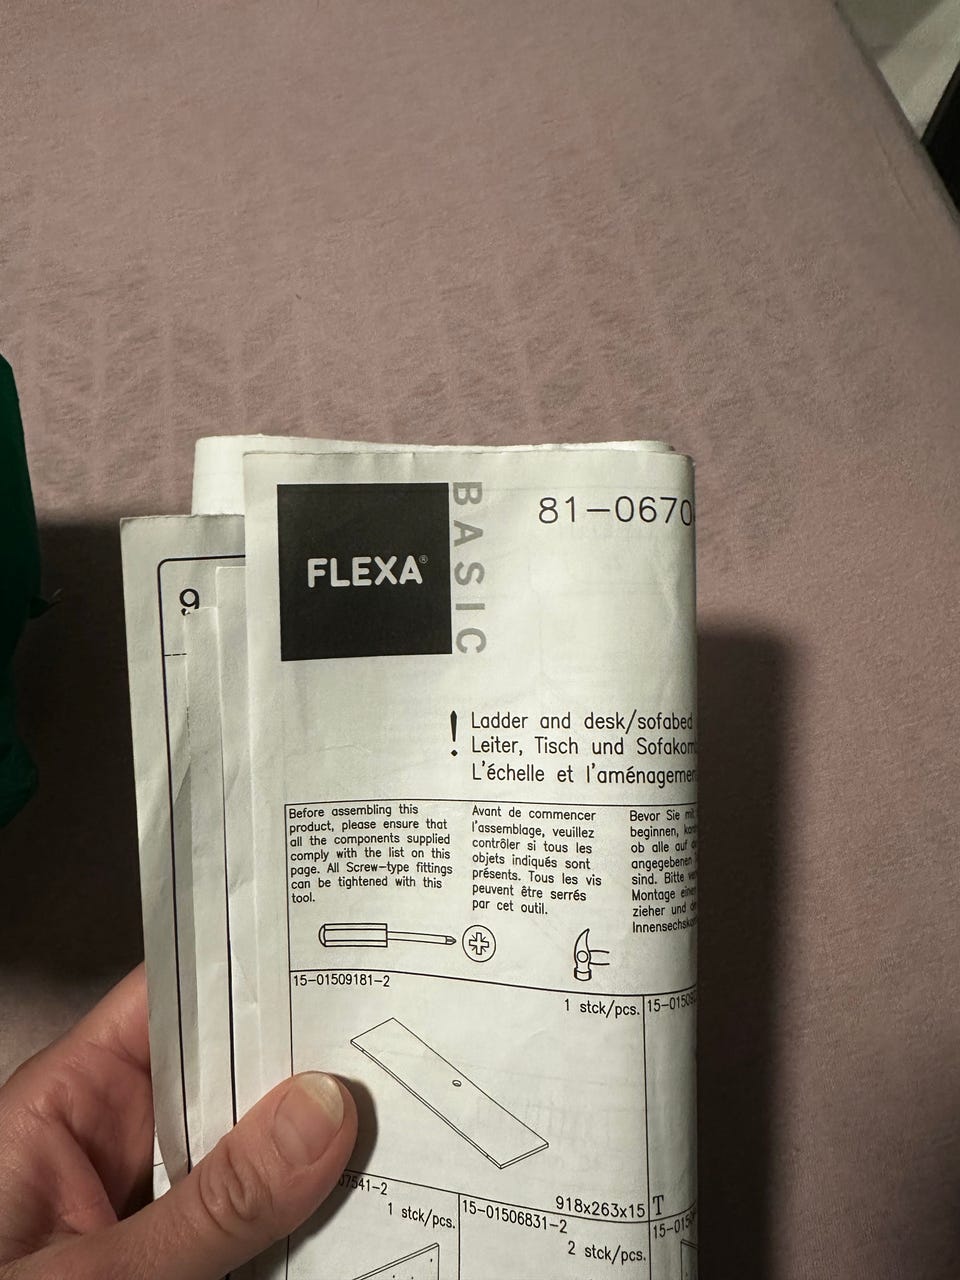 FLEXA®
BASIC
81-0670
9
! Ladder and desk/sofabed
Leiter, Tisch und
L'échelle et
Before assembling this
product, please ensure that
all the components supplied
comply with the list on this
page. All Screw-type fittings
can be tightened with this
tool.
Avant de commencer
l'assemblage, veuillez
contrôler si tous les
objets indiqués sont
présents. Tous les vis
peuvent être serrés
par cet outil.
Bevor Sie mit
beginnen,
ob alle auf
angegebenen
sind. Bitte
Montage
zieher und
15-01509181-2
1 stck/pcs.
918x263x15
T
7541-2
1 stck/pcs.
15-01506831-2
2 stck/pcs.